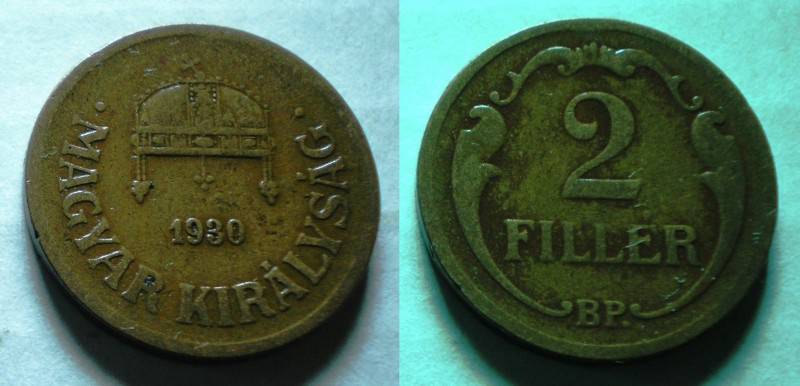 1930
· MAGYAR KIRÁLYSÁG ·
2
FILLER
BP.